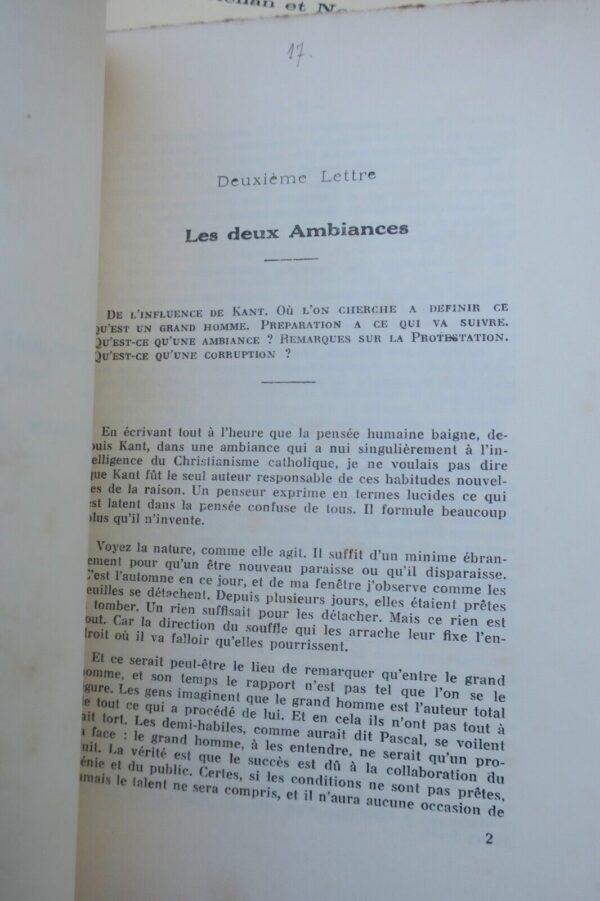 et
17.
Deuxième Lettre
Les deux Ambiances
DE L'INFLUENCE DE KANT. OÙ L'ON CHERCHE A DEFINIR CE
QU'EST UN GRAND HOMME. PREPARATION A CE QUI VA SUIVRE.
QU'EST-CE QU'UNE AMBIANCE ? REMARQUES SUR LA PROTESTATION.
QU'EST-CE QU'UNE CORRUPTION ?
En écrivant tout à l'heure que la pensée humaine baigne, de-
puis Kant, dans une ambiance qui a nui singulièrement à l'in-
telligence du Christianisme catholique, je ne voulais pas dire
que Kant fût le seul auteur responsable de ces habitudes nouvel-
les de la raison. Un penseur exprime en termes lucides ce qui
est latent dans la pensée confuse de tous. Il formule beaucoup
plus qu'il n'invente.
Voyez la nature, comme elle agit. Il suffit d'un minime ébran-
lement pour qu'un être nouveau paraisse ou qu'il disparaisse.
C'est l'automne en ce jour, et de ma fenêtre j'observe comme les
feuilles se détachent. Depuis plusieurs jours, elles étaient prêtes
à tomber. Un rien suffisait pour les détacher. Mais ce rien est
tout. Car la direction du souffle qui les arrache leur fixe l'en-
droit où il va falloir qu'elles pourrissent.
Et ce serait peut-être le lieu de remarquer qu'entre le grand
homme, et son temps le rapport n'est pas tel que l'on se le
figure. Les gens imaginent que le grand homme est l'auteur total
de tout ce qui a procédé de lui. Et en cela ils n'ont pas tout à
fait tort. Les demi-habiles, comme aurait dit Pascal, se voilent
la face : le grand homme, à les entendre, ne serait qu'un pro-
duit. La vérité est que le succès est dû à la collaboration du
génie et du public. Certes, si les conditions ne sont pas prêtes,
jamais le talent ne sera compris, et il n'aura aucune occasion de
2